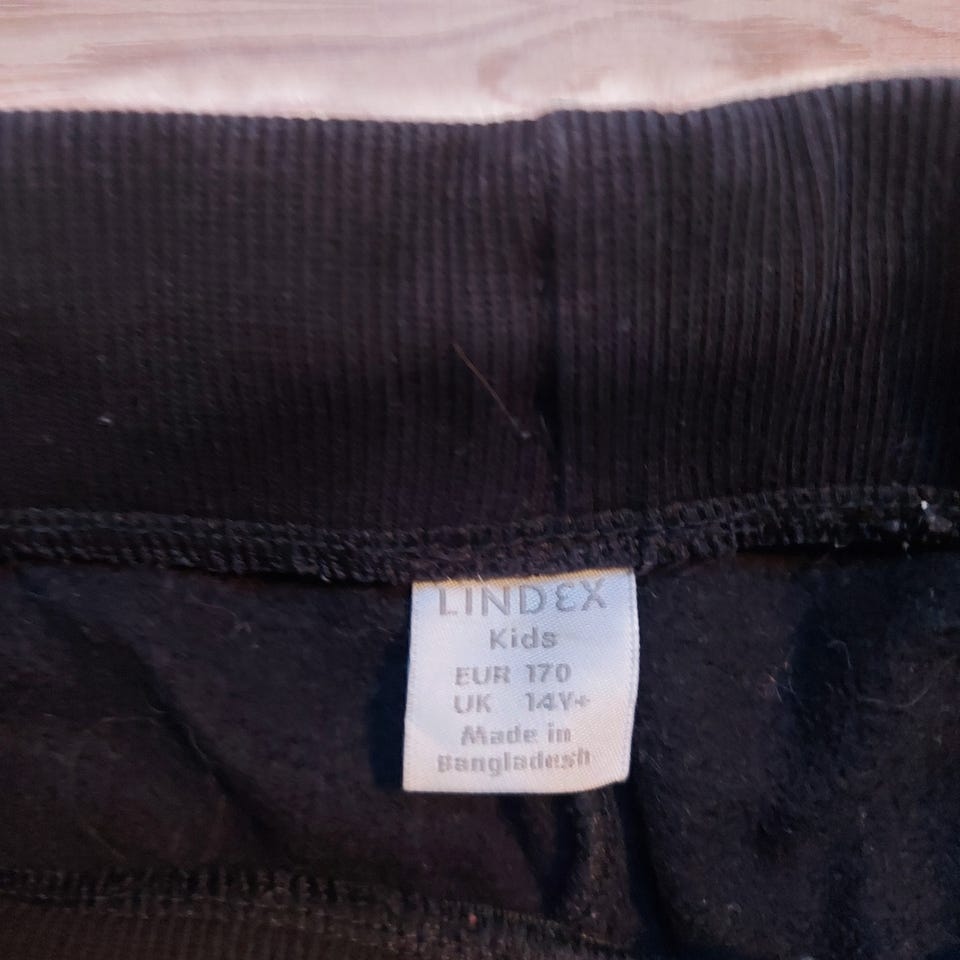 LINDEX
Kids
EUR 170
UK 14Y+
Made in
Bangladesh